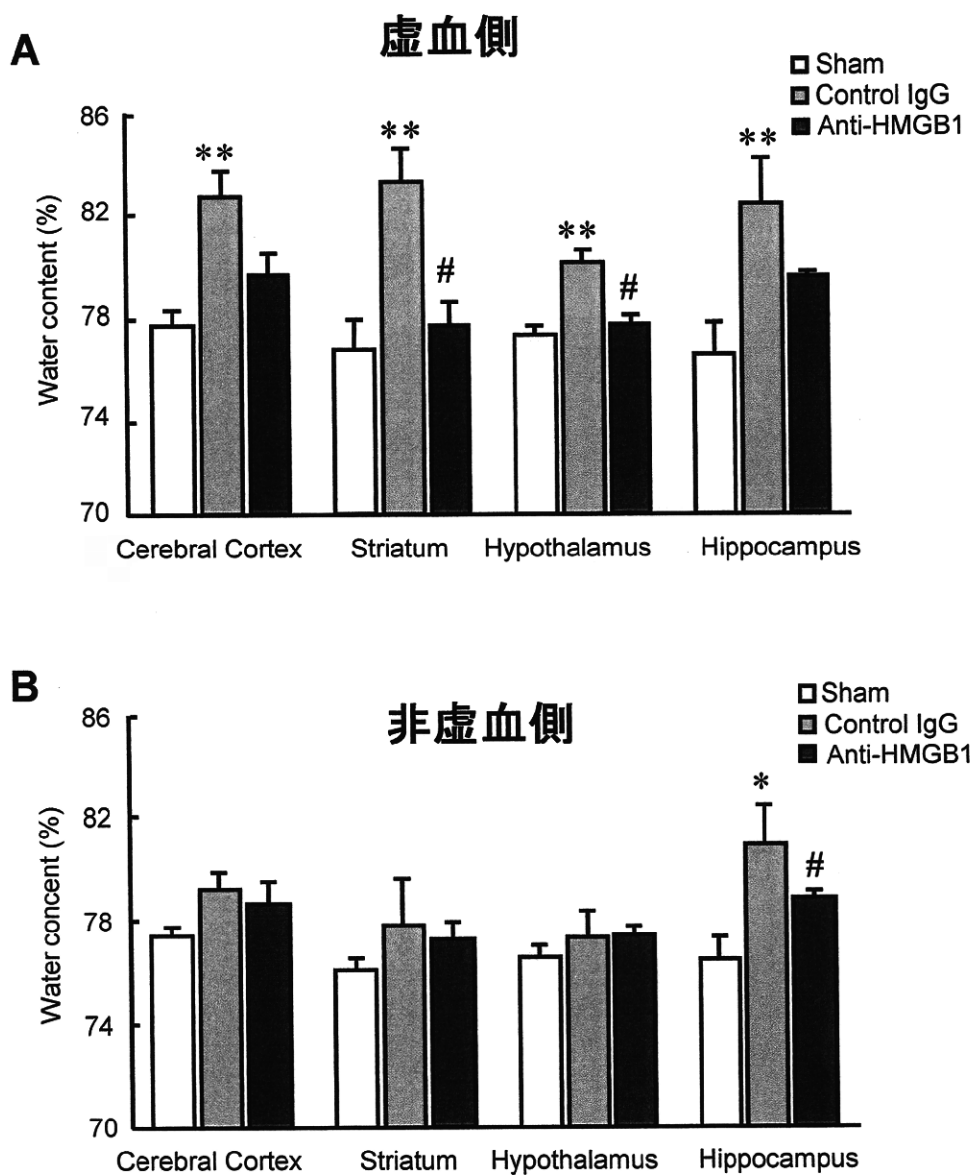 A
虚血側
Sham
Control IgG
Anti-HMGB1
86
82
78
74
70
Water content (%)
** ** ** **
# #
Cerebral Cortex Striatum Hypothalamus Hippocampus
B
非虚血側
Sham
Control IgG
Anti-HMGB1
86
82
78
74
70
Water concent (%)
*
#
Cerebral Cortex Striatum Hypothalamus Hippocampus